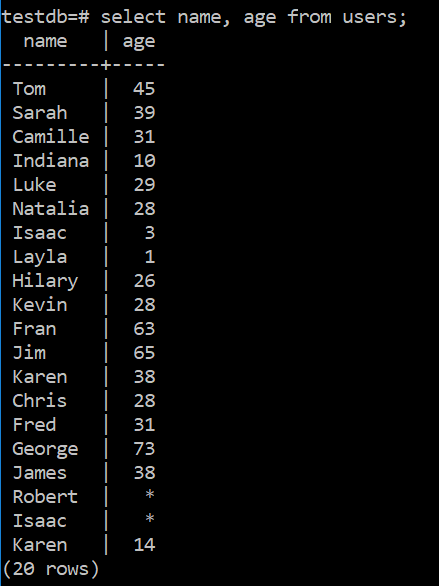 testdb=# select name, age from users;
  name   | age
---------+-----
 Tom     |  45
 Sarah   |  39
 Camille |  31
 Indiana |  10
 Luke    |  29
 Natalia |  28
 Isaac   |   3
 Layla   |   1
 Hilary  |  26
 Kevin   |  28
 Fran    |  63
 Jim     |  65
 Karen   |  38
 Chris   |  28
 Fred    |  31
 George  |  73
 James   |  38
 Robert  |   *
 Isaac   |   *
 Karen   |  14
(20 rows)